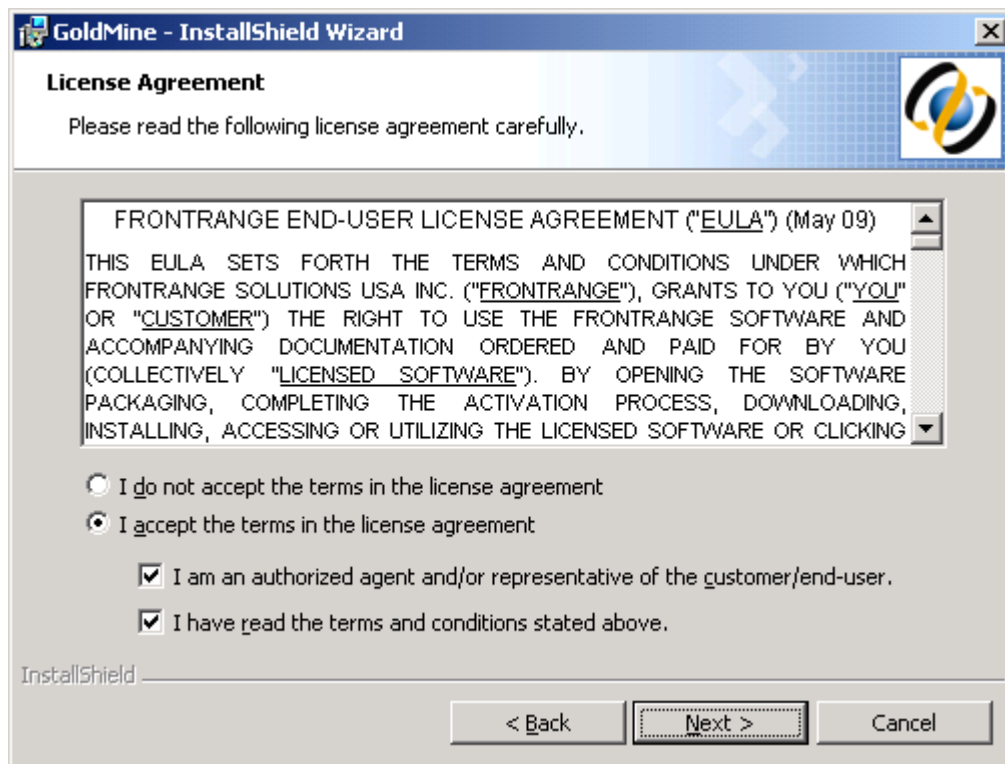 GoldMine - InstallShield Wizard
License Agreement
Please read the following license agreement carefully.
FRONTRANGE END-USER LICENSE AGREEMENT ("EULA") (May 09)
THIS EULA SETS FORTH THE TERMS AND CONDITIONS UNDER WHICH
FRONTRANGE SOLUTIONS USA INC. ("FRONTRANGE"), GRANTS TO YOU ("YOU"
OR "CUSTOMER") THE RIGHT TO USE THE FRONTRANGE SOFTWARE AND
ACCOMPANYING DOCUMENTATION ORDERED AND PAID FOR BY YOU
(COLLECTIVELY "LICENSED SOFTWARE"). BY OPENING THE SOFTWARE
PACKAGING, COMPLETING THE ACTIVATION PROCESS, DOWNLOADING,
INSTALLING, ACCESSING OR UTILIZING THE LICENSED SOFTWARE OR CLICKING
I do not accept the terms in the license agreement
I accept the terms in the license agreement
I am an authorized agent and/or representative of the customer/end-user.
I have read the terms and conditions stated above.
InstallShield
< Back Next > Cancel